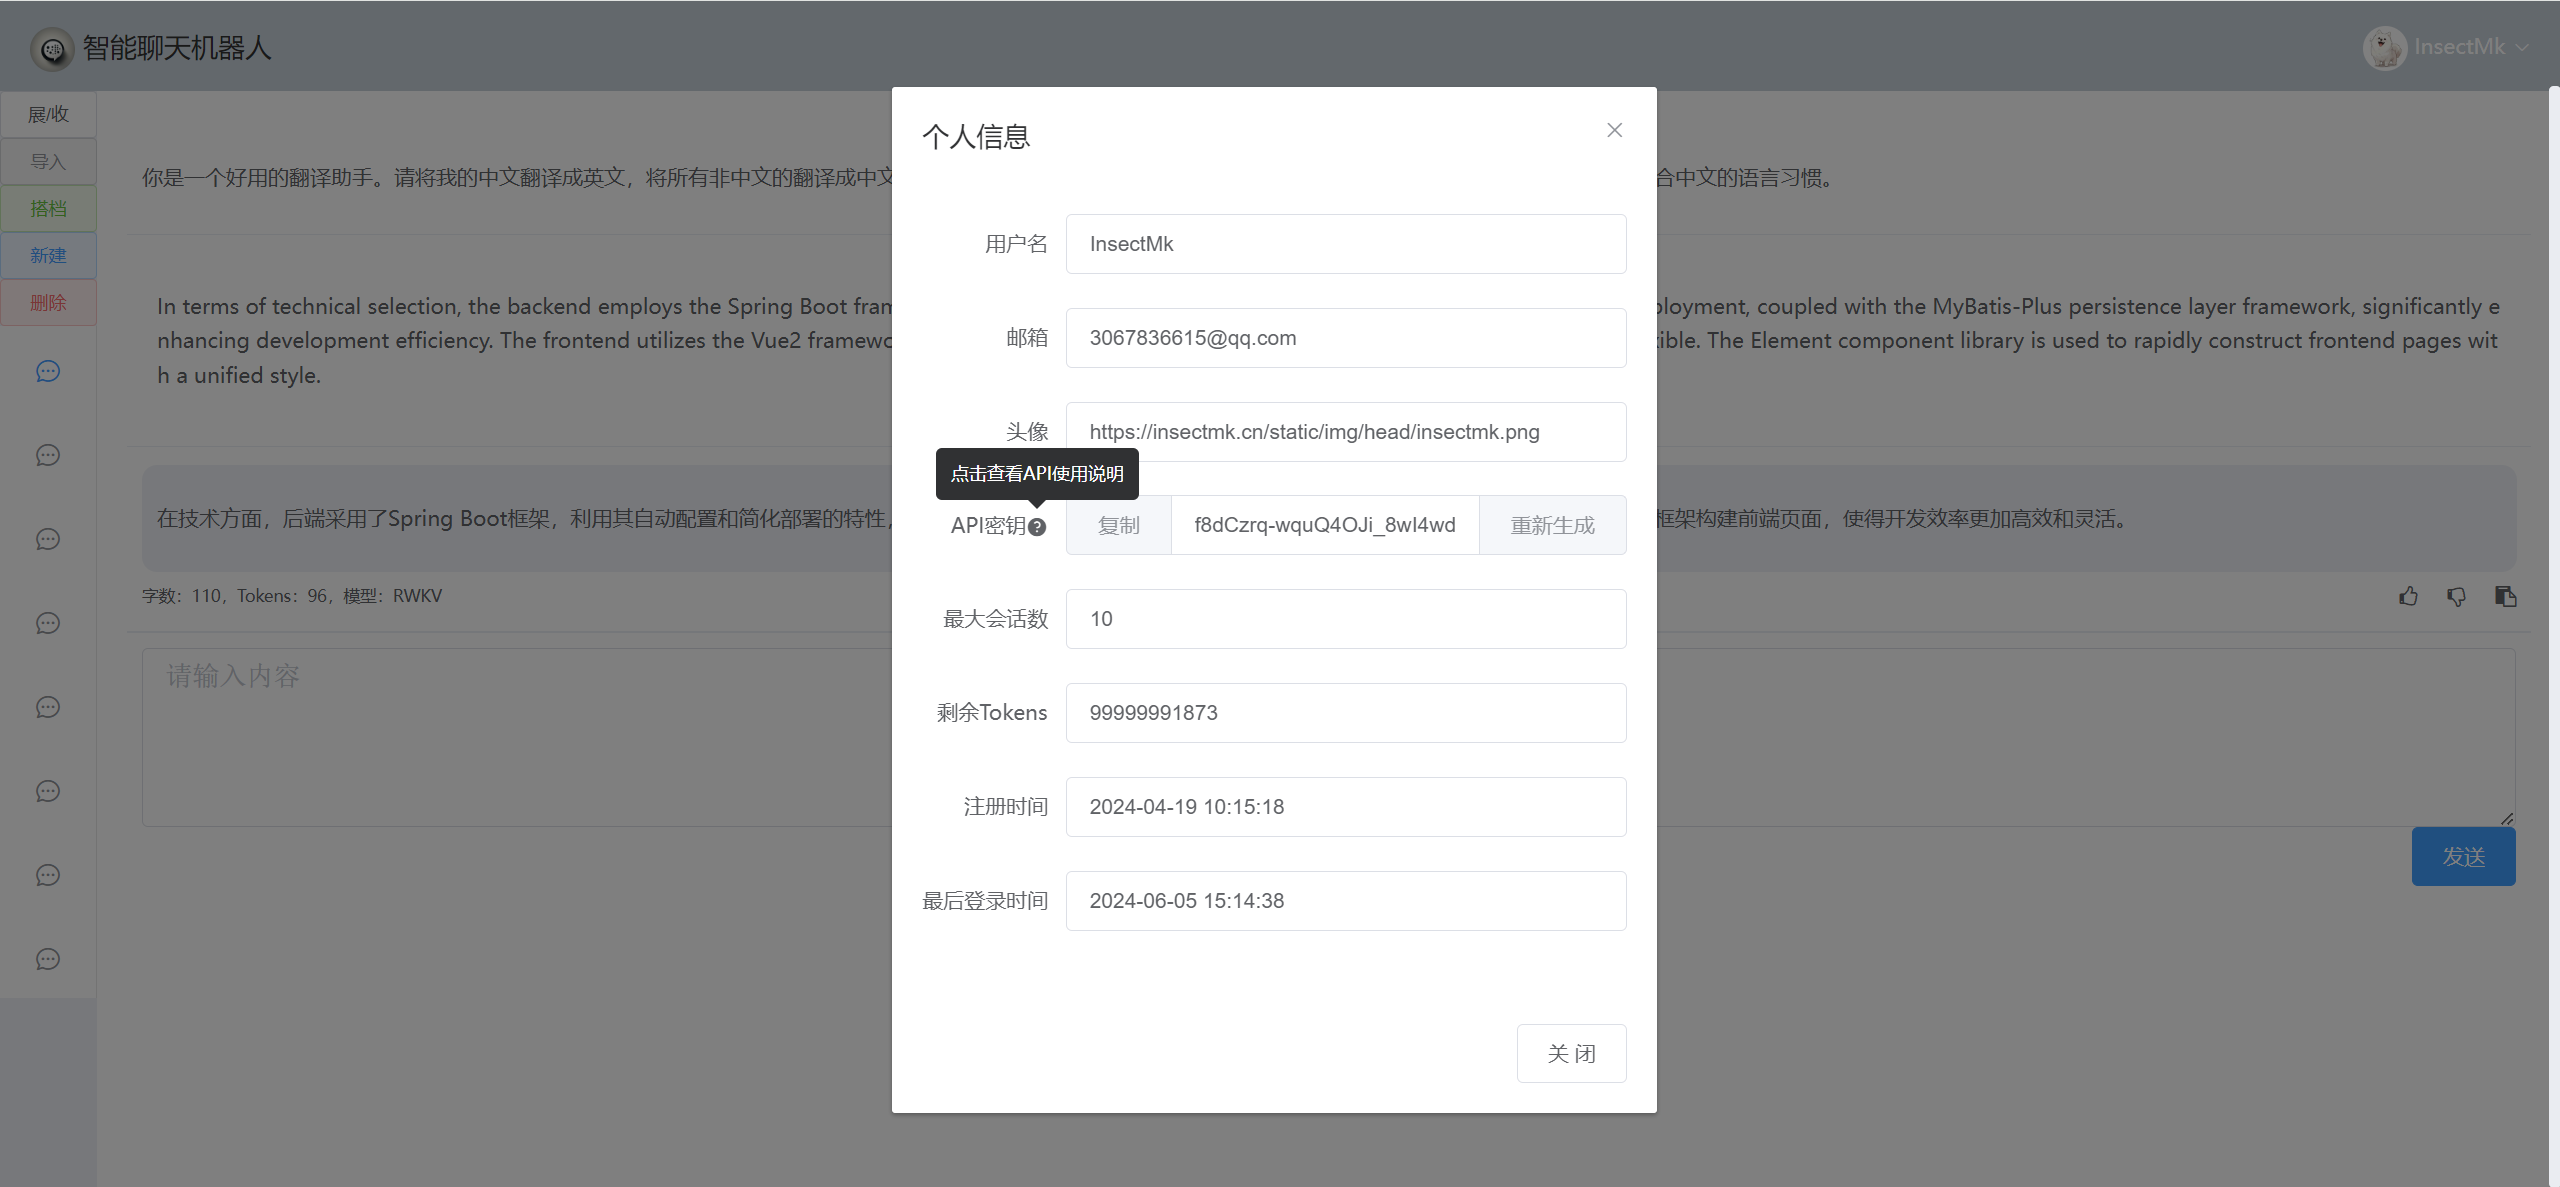 智能聊天机器人
InsectMk
展/收
导入
搭档
新建
删除
你是一个好用的翻译助手。请将我的中文翻译成英文，将所有非中文的翻译成中文
合中文的语言习惯。
In terms of technical selection, the backend employs the Spring Boot fram
ployment, coupled with the MyBatis-Plus persistence layer framework, significantly e
nhancing development efficiency. The frontend utilizes the Vue2 framewo
tible. The Element component library is used to rapidly construct frontend pages wit
h a unified style.
在技术方面，后端采用了Spring Boot框架，利用其自动配置和简化部署的特性，
框架构建前端页面，使得开发效率更加高效和灵活。
字数：110，Tokens：96，模型：RWKV
请输入内容
发送
个人信息
用户名 InsectMk
邮箱 3067836615@qq.com
头像 https://insectmk.cn/static/img/head/insectmk.png
点击查看API使用说明
API密钥 复制 f8dCzrq-wquQ4OJi_8wI4wd 重新生成
最大会话数 10
剩余Tokens 99999991873
注册时间 2024-04-19 10:15:18
最后登录时间 2024-06-05 15:14:38
关 闭